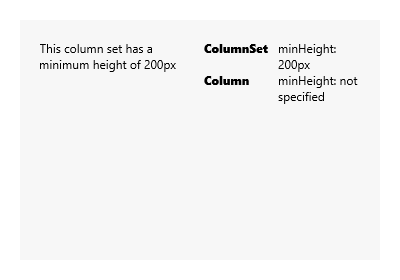 This column set has a
minimum height of 200px
ColumnSet minHeight:
200px
Column minHeight: not
specified